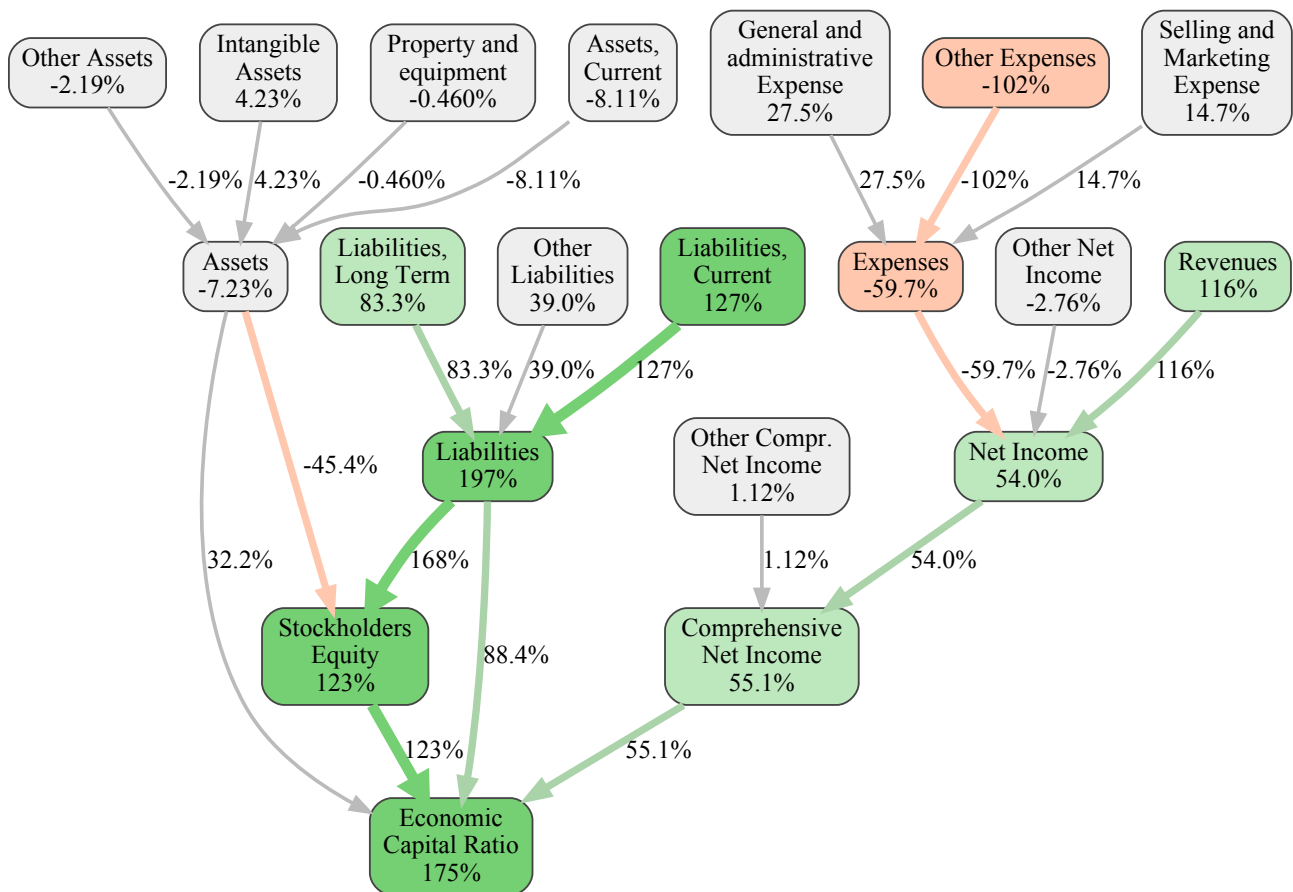 Other Assets
-2.19%
Intangible
Assets
4.23%
Property and
equipment
-0.460%
Assets,
Current
-8.11%
General and
administrative
Expense
27.5%
Other Expenses
-102%
Selling and
Marketing
Expense
14.7%
-2.19%
4.23%
-0.460%
-8.11%
27.5%
-102%
14.7%
Assets
-7.23%
Liabilities,
Long Term
83.3%
Other
Liabilities
39.0%
Liabilities,
Current
127%
Expenses
-59.7%
Other Net
Income
-2.76%
Revenues
116%
83.3%
39.0%
127%
-59.7%
-2.76%
116%
-45.4%
Liabilities
197%
Other Compr.
Net Income
1.12%
Net Income
54.0%
32.2%
168%
1.12%
54.0%
Stockholders
Equity
123%
88.4%
Comprehensive
Net Income
55.1%
123%
55.1%
Economic
Capital Ratio
175%